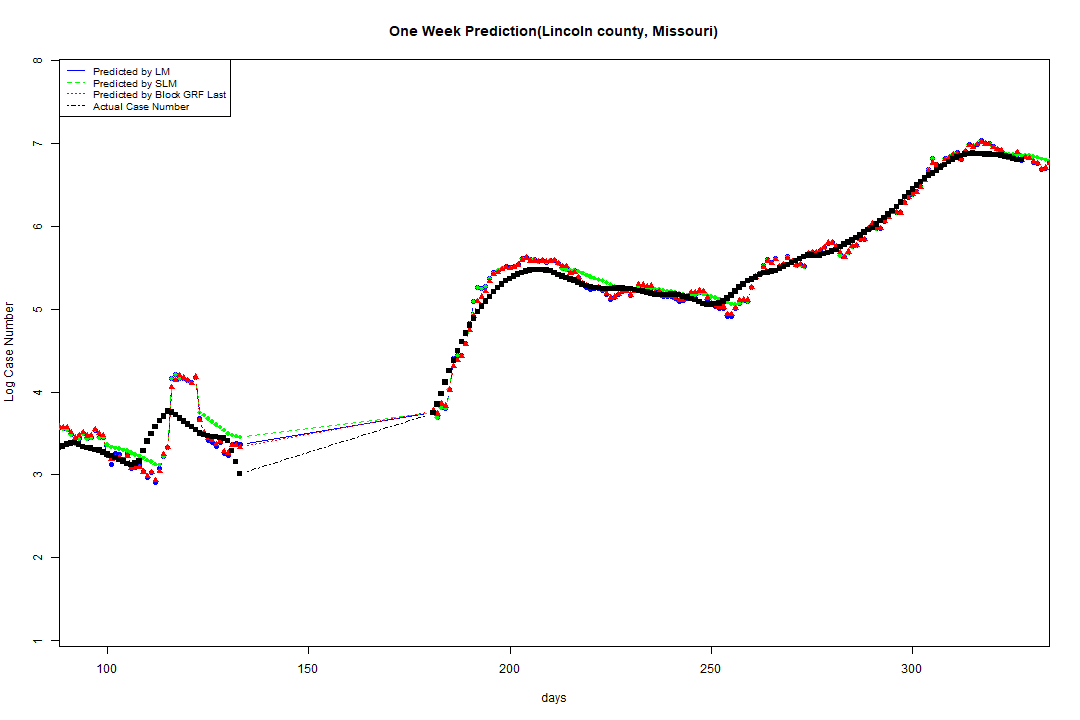 One Week Prediction(Lincoln county, Missouri)
Predicted by LM
Predicted by SLM
Predicted by Block GRF Last
Actual Case Number
8
7
6
5
4
3
2
1
Log Case Number
100 150 200 250 300
days